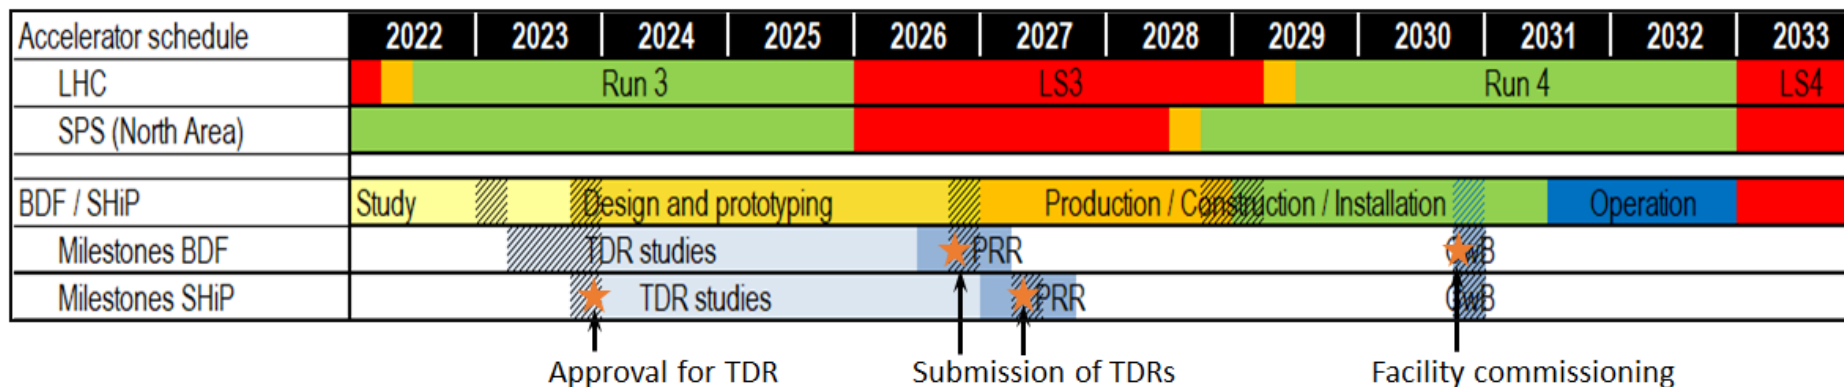 Accelerator schedule 2022 2023 2024 2025 2026 2027 2028 2029 2030 2031 2032 2033
LHC Run 3 LS3 Run 4 LS4
SPS (North Area)
BDF / SHiP Study Design and prototyping Production / Construction / Installation Operation
Milestones BDF TDR studies PRR CwB
Milestones SHiP TDR studies PRR CwB
Approval for TDR Submission of TDRs Facility commissioning